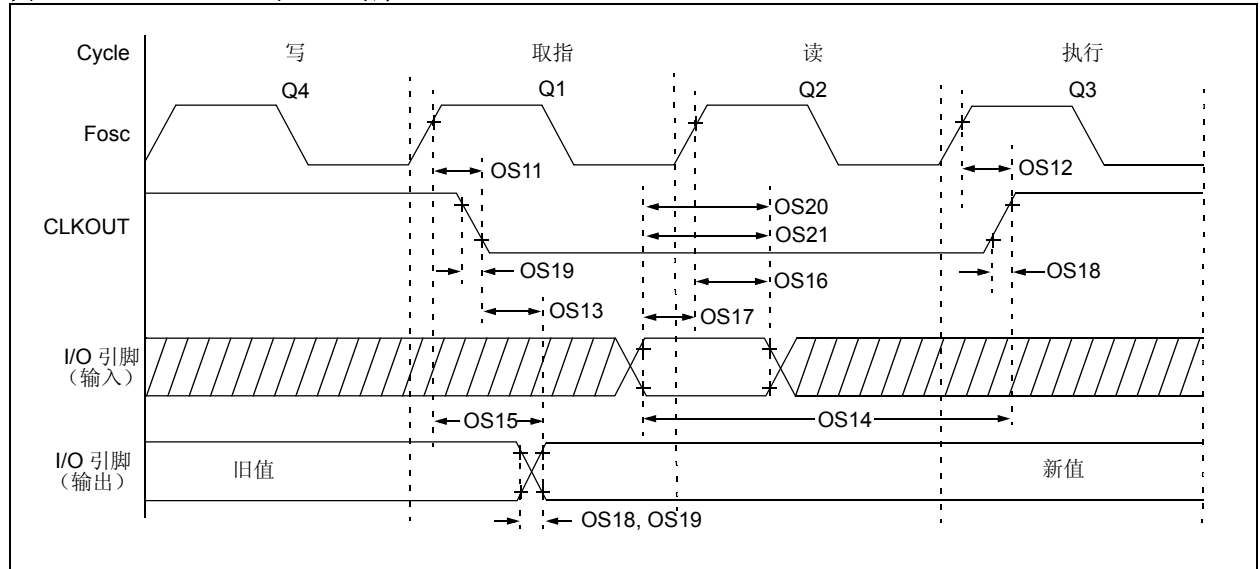 Cycle 写 取指 读 执行
Q4 Q1 Q2 Q3
Fosc
OS11 OS12
OS20
CLKOUT
OS21
OS19 OS16 OS18
OS13 OS17
I/O 引脚
（输入）
OS15 OS14
I/O 引脚
（输出）
旧值 新值
OS18, OS19